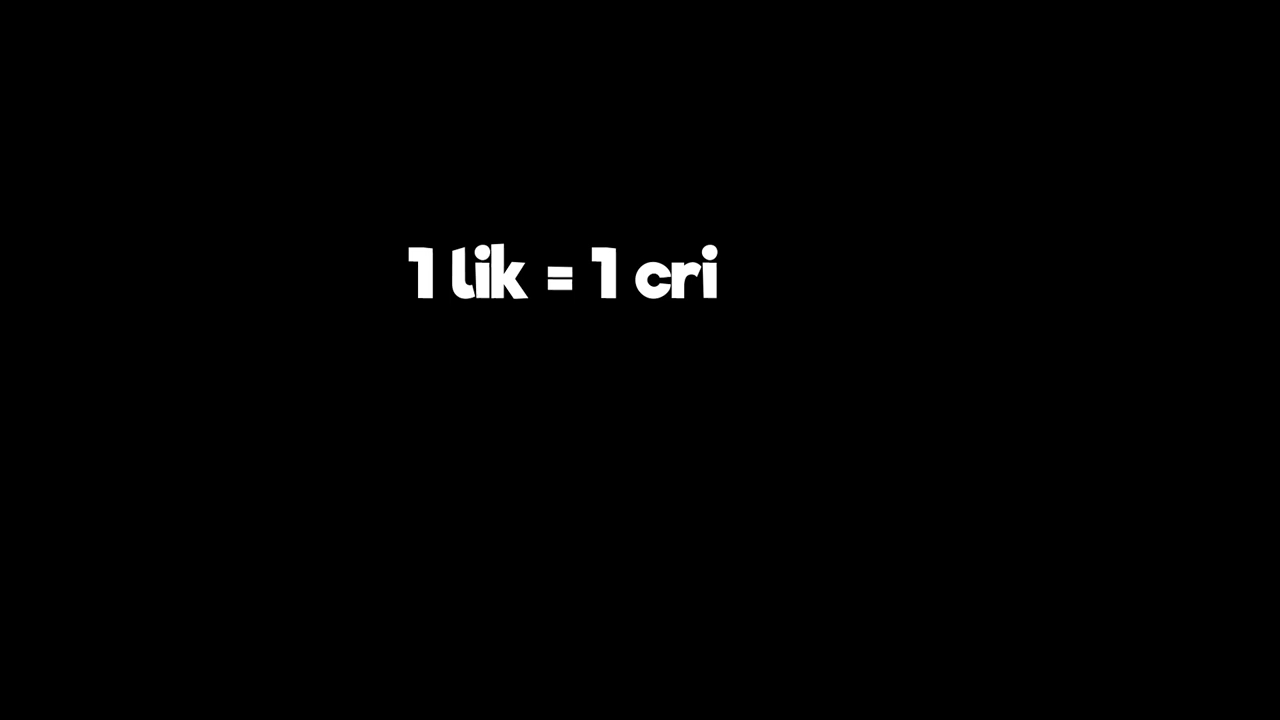 1 lik = 1 cri